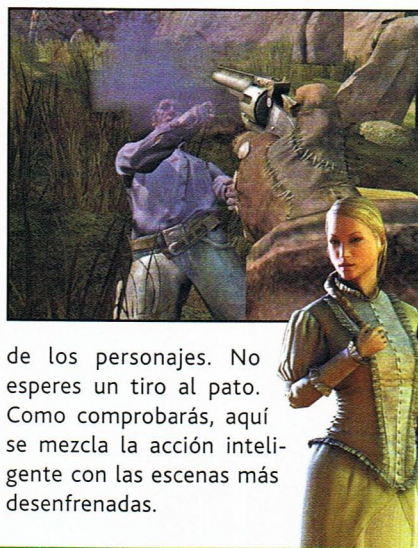 de los personajes. No
esperes un tiro al pato.
Como comprobarás, aquí
se mezcla la acción inteli-
gente con las escenas más
desenfrenadas.